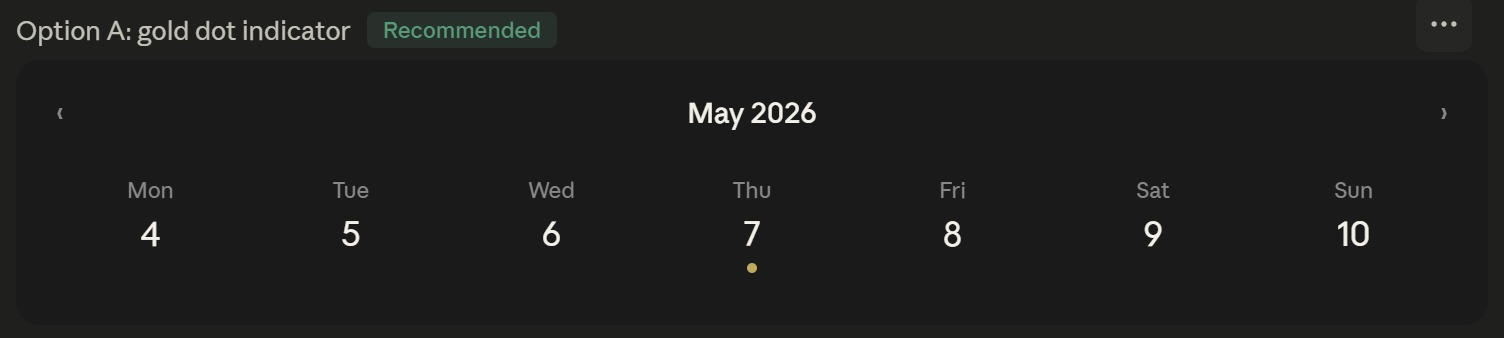 Option A: gold dot indicator Recommended
May 2026
Mon Tue Wed Thu Fri Sat Sun
4 5 6 7 8 9 10